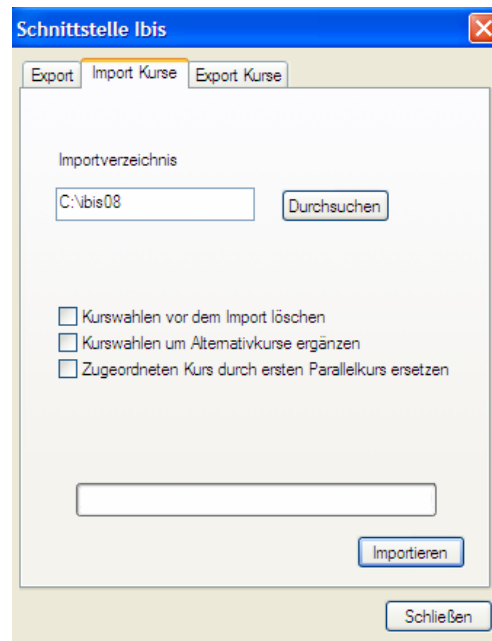 Schnittstelle Ibis
Export Import Kurse Export Kurse
Importverzeichnis
C:\ibis08 Durchsuchen
Kurswahlen vor dem Import löschen
Kurswahlen um Alternativkurse ergänzen
Zugeordneten Kurs durch ersten Parallelkurs ersetzen
Importieren
Schließen